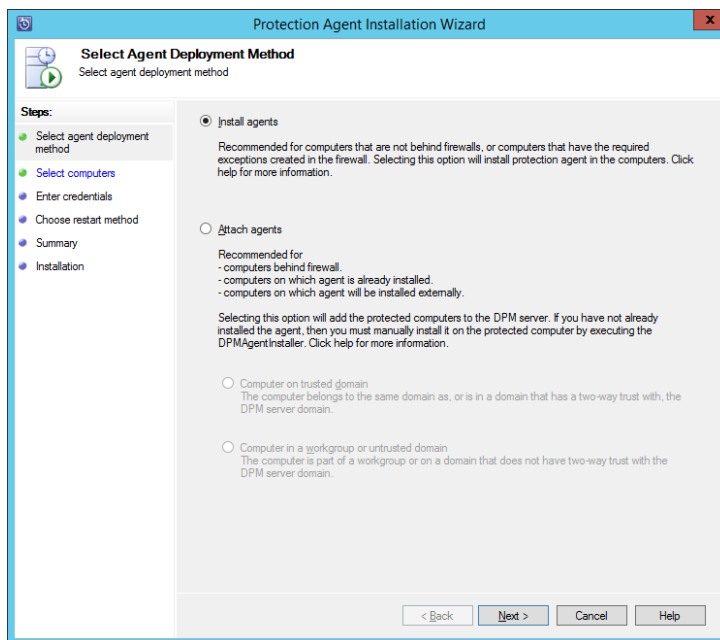 Protection Agent Installation Wizard
x
Select Agent Deployment Method
Select agent deployment method
Steps:
Select agent deployment
method
Select computers
Enter credentials
Choose restart method
Summary
Installation
Install agents
Recommended for computers that are not behind firewalls, or computers that have the required
exceptions created in the firewall. Selecting this option will install protection agent in the computers. Click
help for more information.
Attach agents
Recommended for
- computers behind firewall.
- computers on which agent is already installed.
- computers on which agent will be installed externally.
Selecting this option will add the protected computers to the DPM server. If you have not already
installed the agent, then you must manually install it on the protected computer by executing the
DPMAgentInstaller. Click help for more information.
Computer on trusted domain
The computer belongs to the same domain as, or is in a domain that has a two-way trust with, the
DPM server domain.
Computer in a workgroup or untrusted domain
The computer is part of a workgroup or on a domain that does not have two-way trust with the
DPM server domain.
< Back
Next >
Cancel
Help